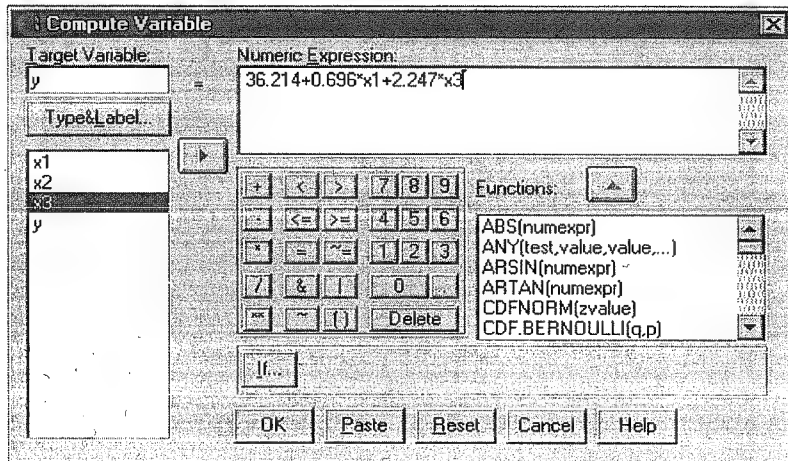 Compute Variable
Target Variable:
y
=
Numeric Expression:
36.214+0.696*x1+2.247*x3
Type&Label...
x1
x2
x3
y
+ < > 7 8 9
- <= >= 4 5 6
* = ~= 1 2 3
/ & | 0 .
** ~ () Delete
Functions:
ABS(numexpr)
ANY(test,value,value,...)
ARSIN(numexpr)
ARTAN(numexpr)
CDFNORM(zvalue)
CDF.BERNOULLI(q,p)
If...
OK Paste Reset Cancel Help